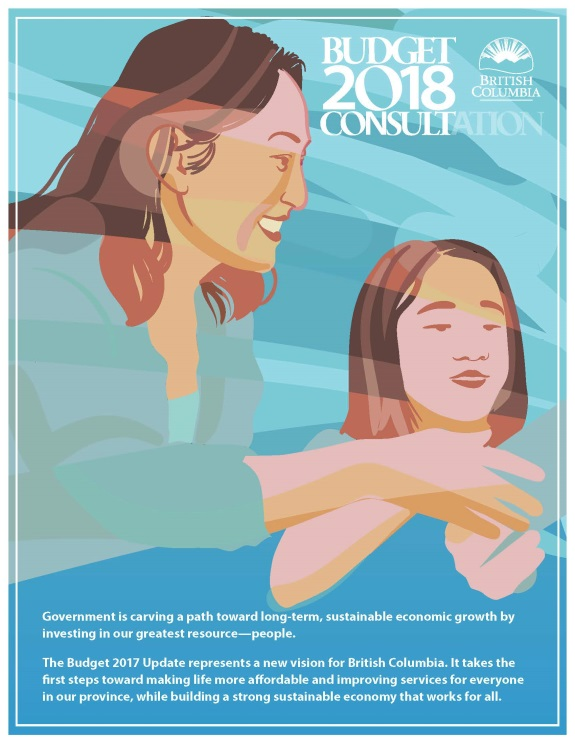 BUDGET
2018
CONSULTATION
BRITISH
COLUMBIA
Government is carving a path toward long-term, sustainable economic growth by
investing in our greatest resource—people.
The Budget 2017 Update represents a new vision for British Columbia. It takes the
first steps toward making life more affordable and improving services for everyone
in our province, while building a strong sustainable economy that works for all.